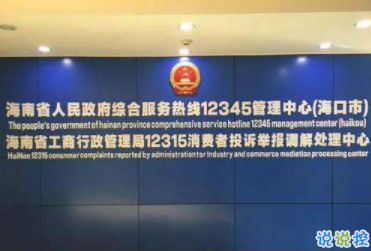 海南省人民政府综合服务热线12345管理中心(海口市)
The people's government of hainan province comprehensive service hotline 12345 management center (haikou)
海南省工商行政管理局12315消费者投诉举报调解处理中心
HaiNan 12315 consnmer complaints reported by administration for Industry and commerce mediation processing center
说说控